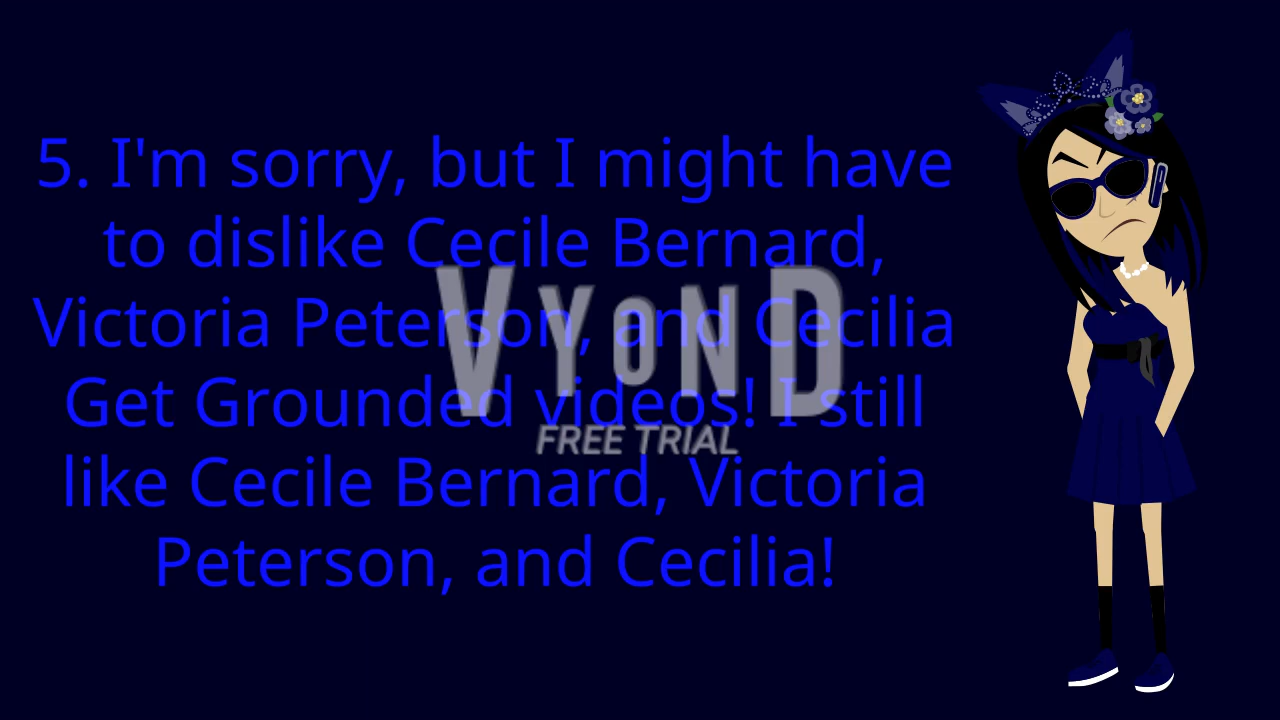 5. I'm sorry, but I might have
to dislike Cecile Bernard,
Victoria Peterson, and Cecilia
Get Grounded videos! I still
like Cecile Bernard, Victoria
Peterson, and Cecilia!
VYOND
FREE TRIAL